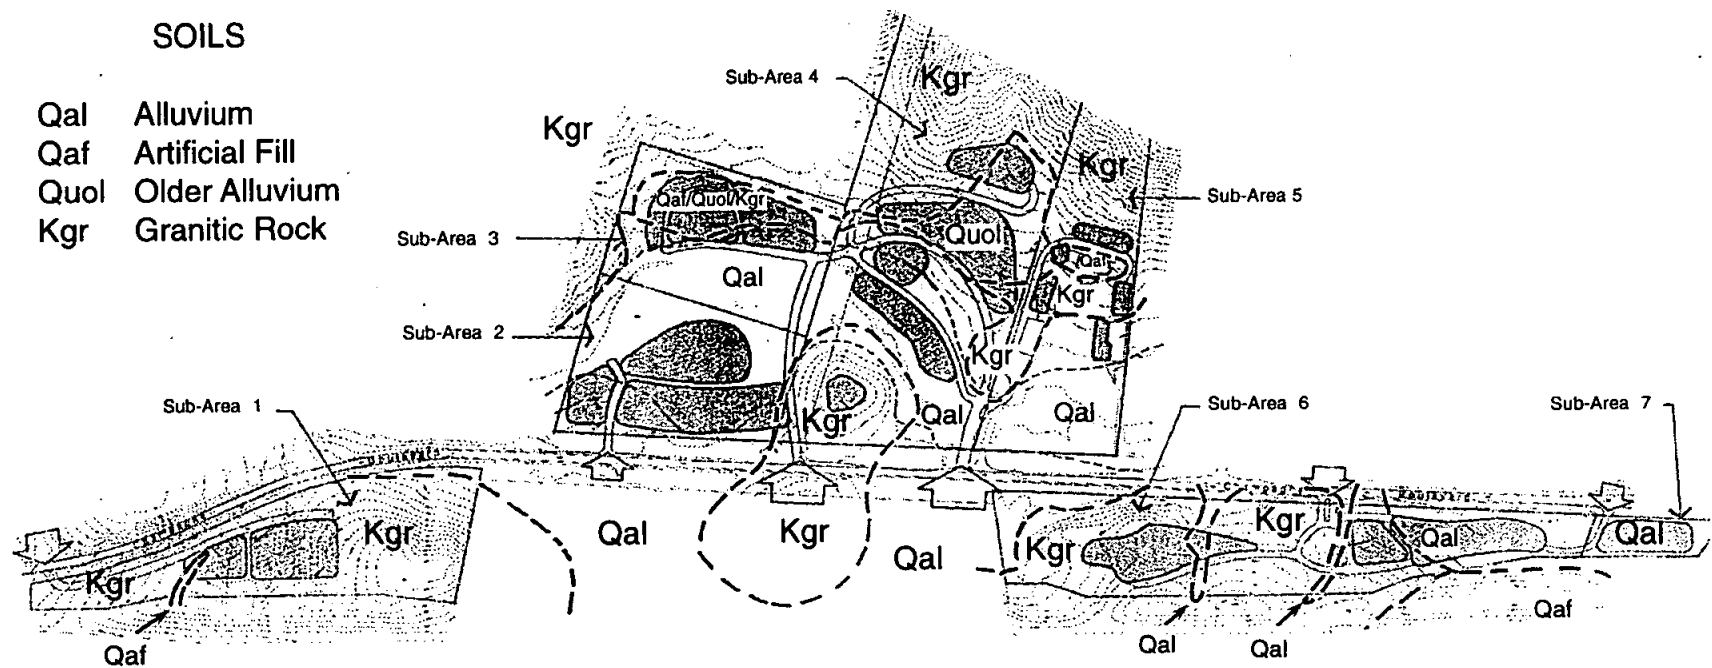 SOILS
Qal Alluvium
Qaf Artificial Fill
Quol Older Alluvium
Kgr Granitic Rock
Sub-Area 4
Kgr
Kgr
Kgr
Sub-Area 5
Qaf/Quol/Kgr
Sub-Area 3
Quol
Qal
Qal
Kgr
Sub-Area 2
Kgr
Sub-Area 1
Kgr
Qal
Qal
Sub-Area 6
Sub-Area 7
Kgr
Qal
Kgr
Qal
Kgr
Kgr
Qal
Qal
Kgr
Qaf
Qaf
Qal
Qal